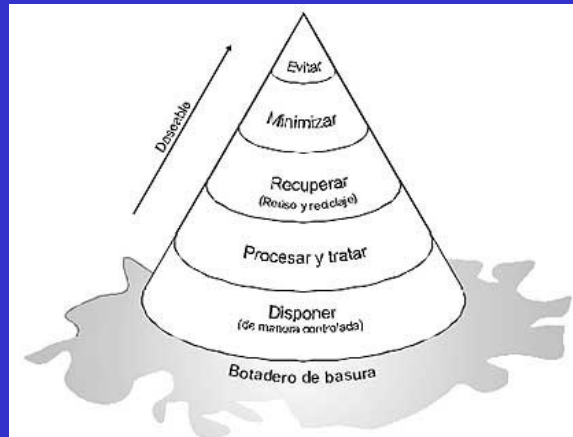 Evitar
Minimizar
Deseable
Recuperar
(Reuso y reciclaje)
Procesar y tratar
Disponer
(de manera controlada)
Botadero de basura